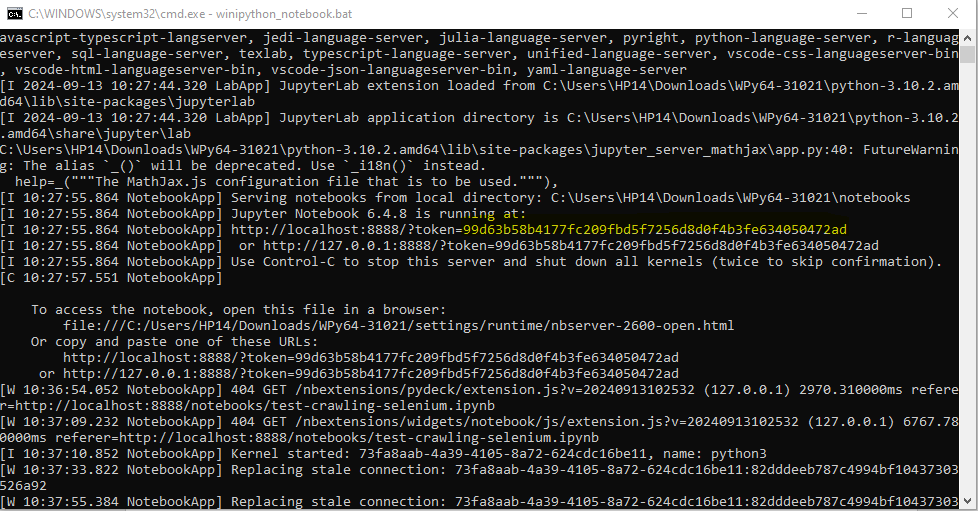 C:\WINDOWS\system32\cmd.exe - winipython_notebook.bat
avascript-typescript-langserver, jedi-language-server, julia-language-server, pyright, python-language-server, r-languag
eserver, sql-language-server, texlab, typescript-language-server, unified-language-server, vscode-css-languageserver-bin
, vscode-html-languageserver-bin, vscode-json-languageserver-bin, yaml-language-server
[I 2024-09-13 10:27:44.320 LabApp] JupyterLab extension loaded from C:\Users\HP14\Downloads\WPy64-31021\python-3.10.2.am
d64\lib\site-packages\jupyterlab
[I 2024-09-13 10:27:44.320 LabApp] JupyterLab application directory is C:\Users\HP14\Downloads\WPy64-31021\python-3.10.2
.amd64\share\jupyter\lab
C:\Users\HP14\Downloads\WPy64-31021\python-3.10.2.amd64\lib\site-packages\jupyter_server_mathjax\app.py:40: FutureWarnin
g: The alias `_()` will be deprecated. Use `_i18n()` instead.
  help=_("""The MathJax.js configuration file that is to be used."""),
[I 10:27:55.864 NotebookApp] Serving notebooks from local directory: C:\Users\HP14\Downloads\WPy64-31021\notebooks
[I 10:27:55.864 NotebookApp] Jupyter Notebook 6.4.8 is running at:
[I 10:27:55.864 NotebookApp] http://localhost:8888/?token=99d63b58b4177fc209fbd5f7256d8d0f4b3fe634050472ad
[I 10:27:55.864 NotebookApp]  or http://127.0.0.1:8888/?token=99d63b58b4177fc209fbd5f7256d8d0f4b3fe634050472ad
[I 10:27:55.864 NotebookApp] Use Control-C to stop this server and shut down all kernels (twice to skip confirmation).
[C 10:27:57.551 NotebookApp]
    To access the notebook, open this file in a browser:
        file:///C:/Users/HP14/Downloads/WPy64-31021/settings/runtime/nbserver-2600-open.html
    Or copy and paste one of these URLs:
        http://localhost:8888/?token=99d63b58b4177fc209fbd5f7256d8d0f4b3fe634050472ad
     or http://127.0.0.1:8888/?token=99d63b58b4177fc209fbd5f7256d8d0f4b3fe634050472ad
[W 10:36:54.052 NotebookApp] 404 GET /nbextensions/pydeck/extension.js?v=20240913102532 (127.0.0.1) 2970.310000ms refere
r=http://localhost:8888/notebooks/test-crawling-selenium.ipynb
[W 10:37:09.232 NotebookApp] 404 GET /nbextensions/widgets/notebook/js/extension.js?v=20240913102532 (127.0.0.1) 6767.78
0000ms referer=http://localhost:8888/notebooks/test-crawling-selenium.ipynb
[I 10:37:10.852 NotebookApp] Kernel started: 73fa8aab-4a39-4105-8a72-624cdc16be11, name: python3
[W 10:37:33.822 NotebookApp] Replacing stale connection: 73fa8aab-4a39-4105-8a72-624cdc16be11:82dddeeb787c4994bf10437303
526a92
[W 10:37:55.384 NotebookApp] Replacing stale connection: 73fa8aab-4a39-4105-8a72-624cdc16be11:82dddeeb787c4994bf10437303